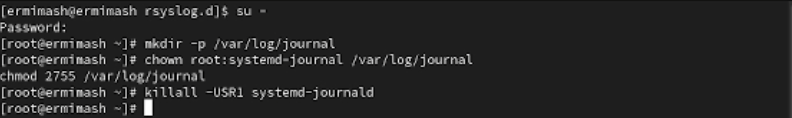 [ermimash@ermimash rsyslog.d]$ su -
Password:
[root@ermimash ~]# mkdir -p /var/log/journal
[root@ermimash ~]# chown root:systemd-journal /var/log/journal
chmod 2755 /var/log/journal
[root@ermimash ~]# killall -USR1 systemd-journald
[root@ermimash ~]#